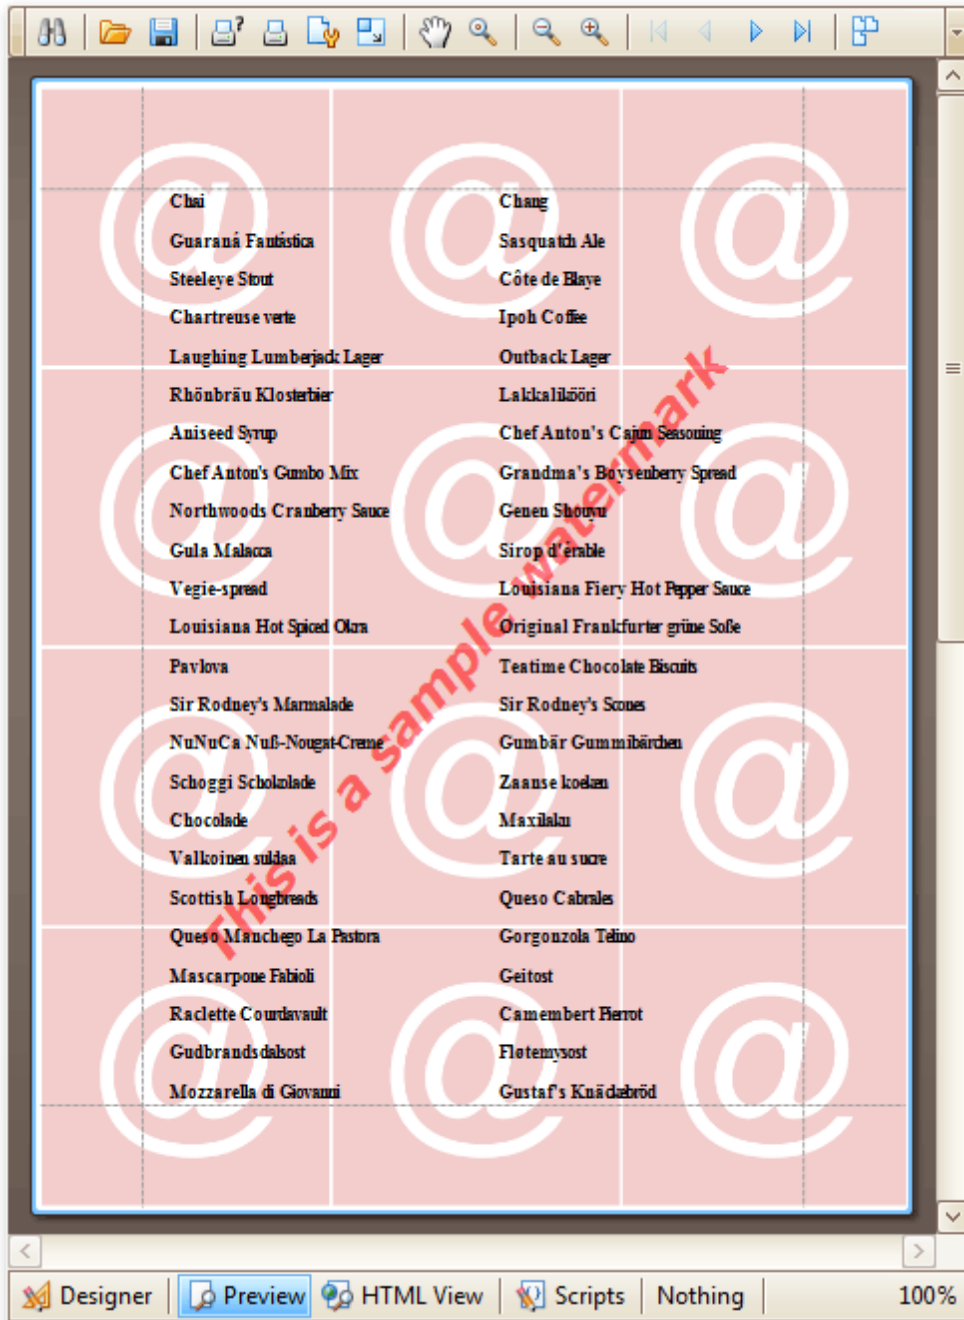 Chai Chang
Guaraná Fantástica Sasquatch Ale
Steeleye Stout Côte de Blaye
Chartreuse verte Ipoh Coffee
Laughing Lumberjack Lager Outback Lager
Rhönbräu Klosterbier Lakkalikööri
Aniseed Syrup Chef Anton's Cajun Seasoning
Chef Anton's Gumbo Mix Grandma's Boysenberry Spread
Northwoods Cranberry Sauce Genen Shouyu
Gula Malacca Sirop d'érable
Vegie-spread Louisiana Fiery Hot Pepper Sauce
Louisiana Hot Spiced Okra Original Frankfurter grüne Soße
Pavlova Teatime Chocolate Biscuits
Sir Rodney's Marmalade Sir Rodney's Scones
NuNuCa Nuß-Nougat-Creme Gumbär Gummibärchen
Schoggi Schokolade Zaanse koeken
Chocolade Maxilaku
Valkoinen suklaa Tarte au sucre
Scottish Longbreads Queso Cabrales
Queso Manchego La Pastora Gorgonzola Telino
Mascarpone Fabioli Geitost
Raclette Courdavault Camembert Pierrot
Gudbrandsdalsost Fløtemysost
Mozzarella di Giovanni Gustaf's Knäckebröd
This is a sample watermark
@ @ @
@ @ @
@ @ @
@ @ @
Designer Preview HTML View Scripts Nothing 100%